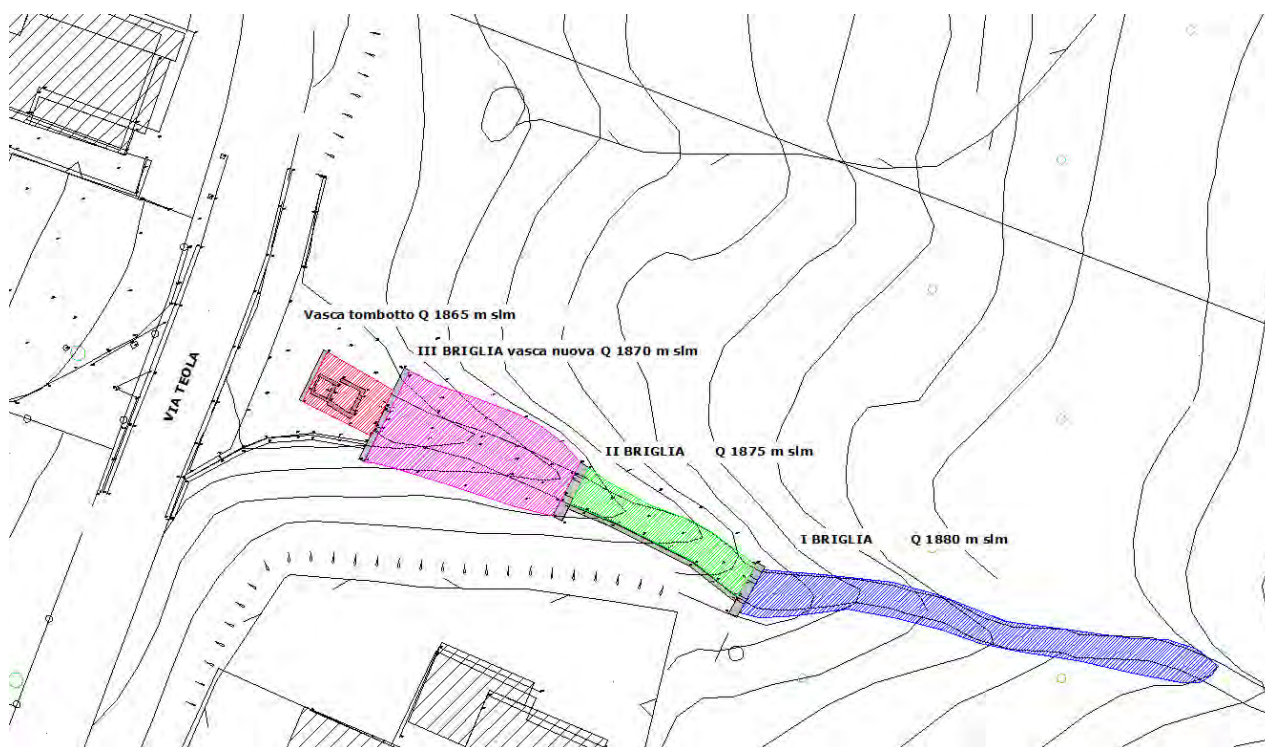 Vasca tombotto Q 1865 m slm
III BRIGLIA vasca nuova Q 1870 m slm
VIA TEOLA
II BRIGLIA Q 1875 m slm
I BRIGLIA Q 1880 m slm